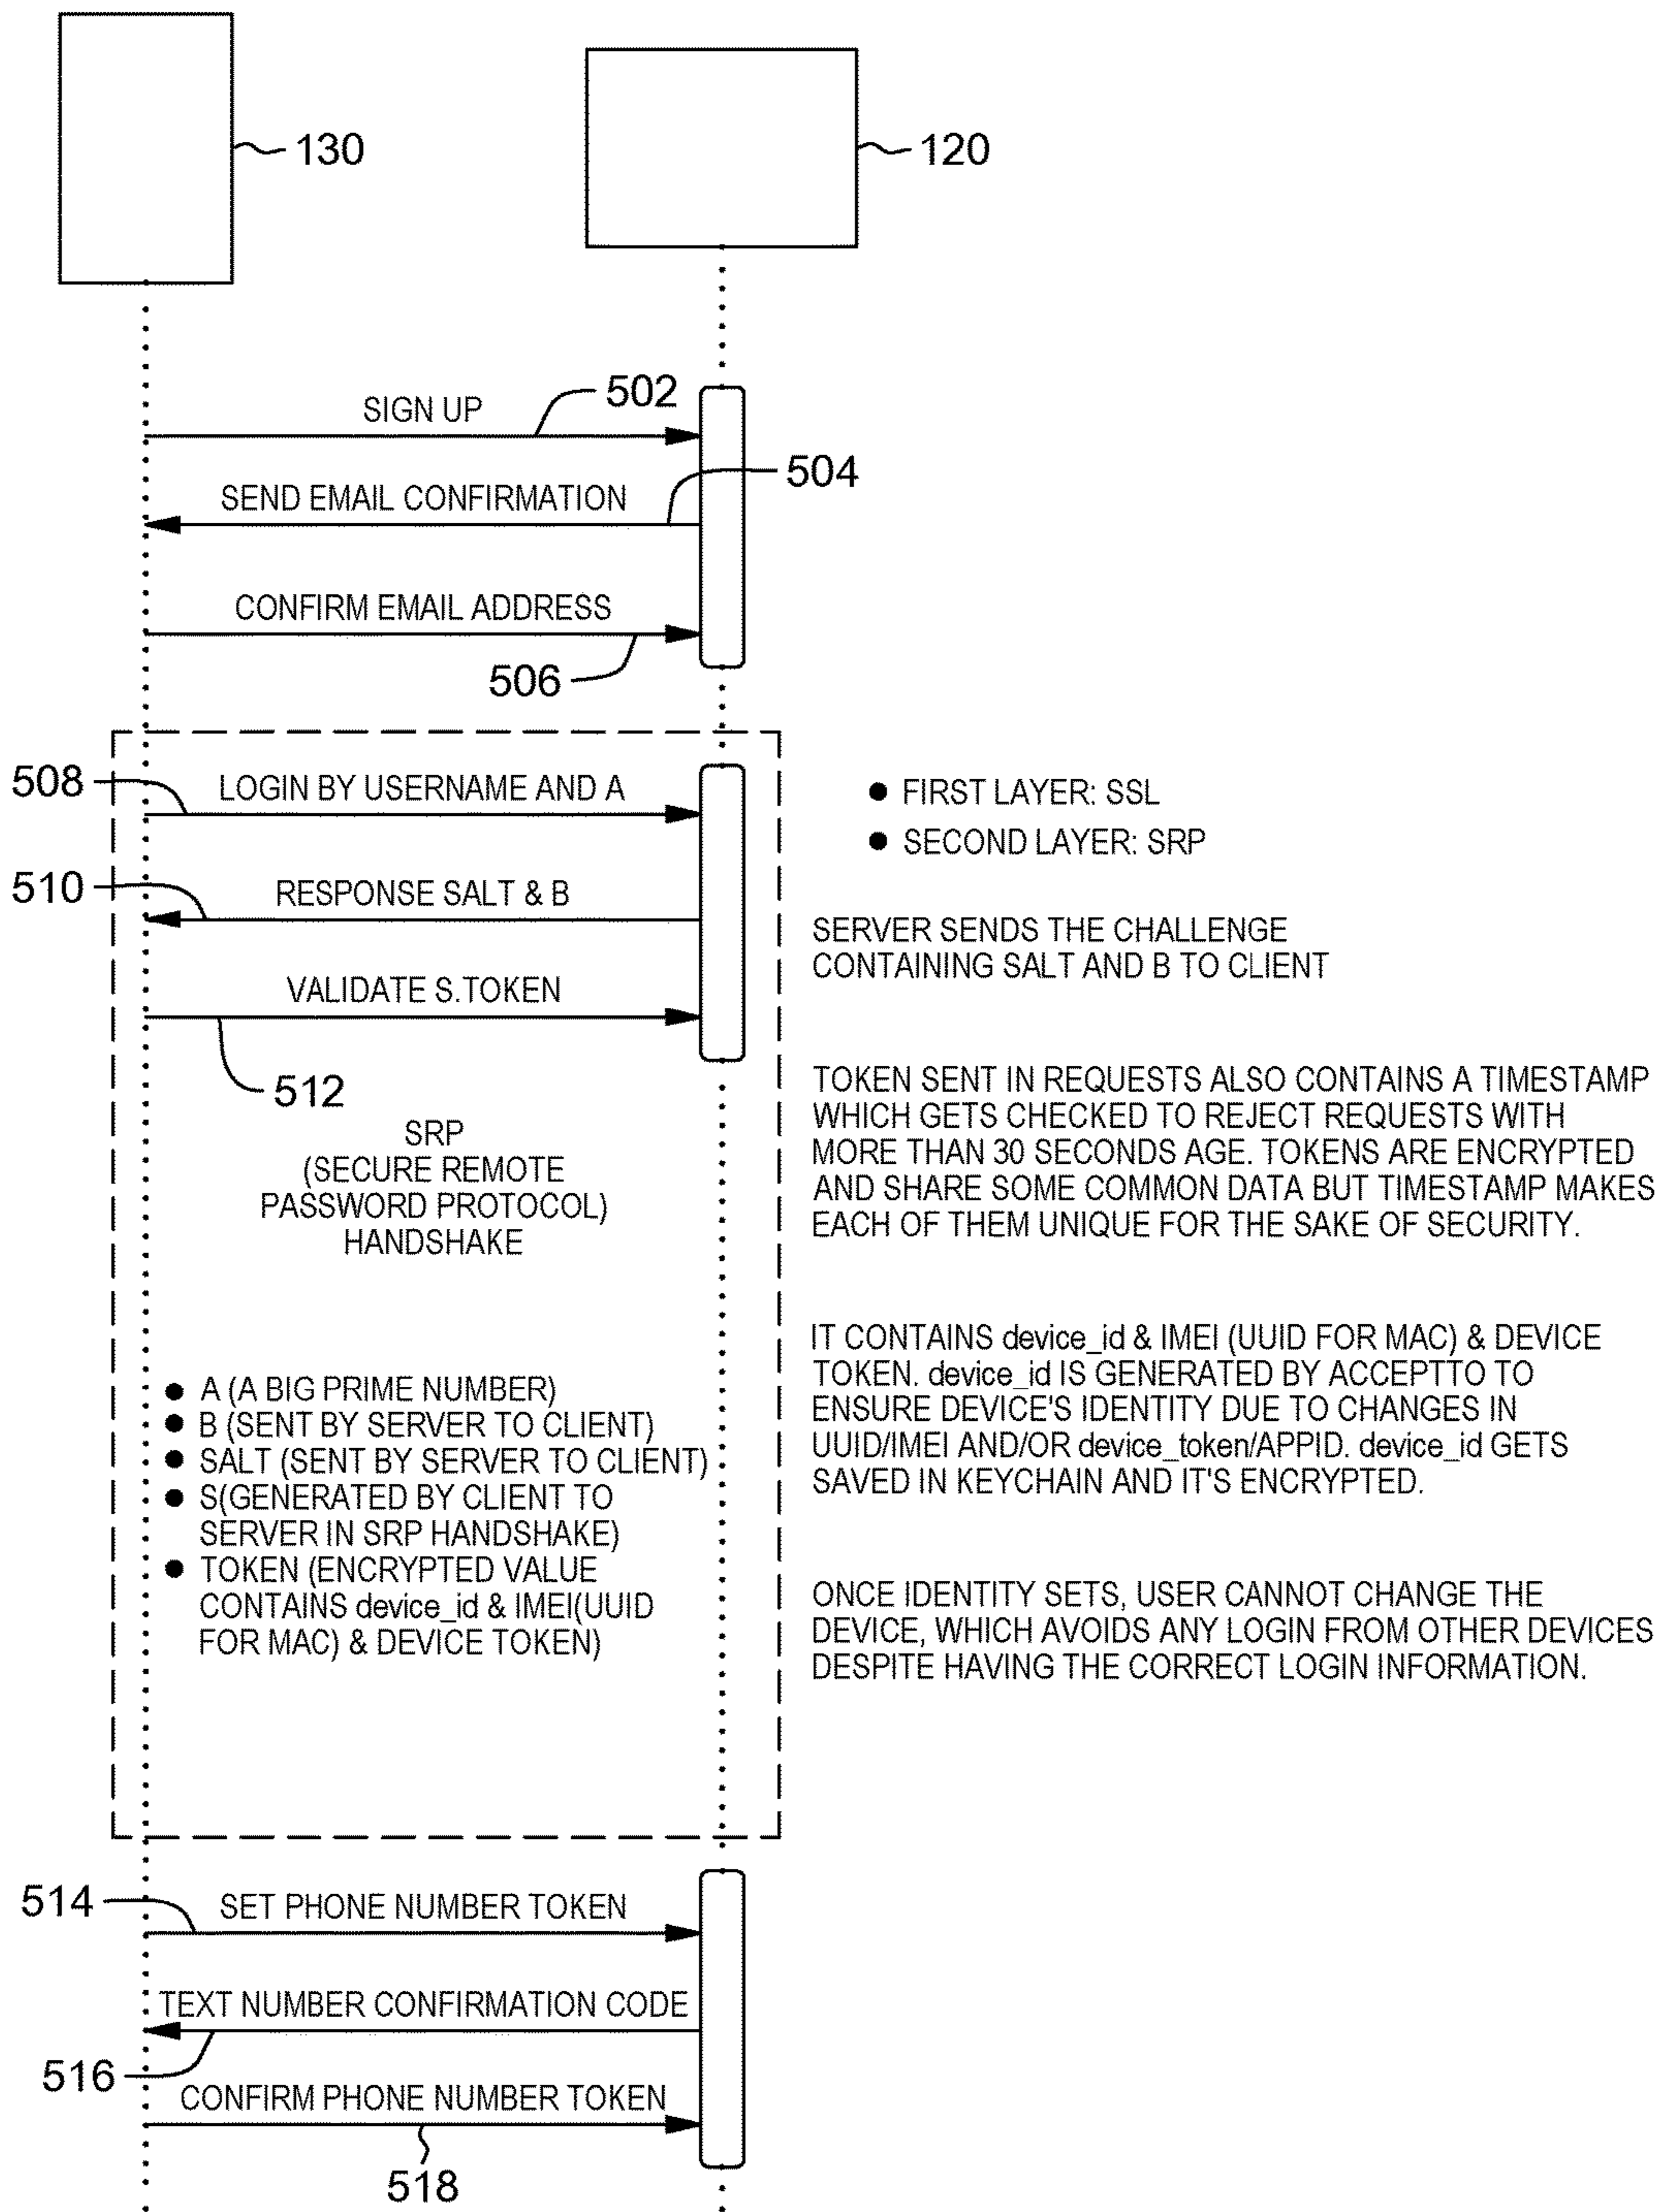 130
120
502
SIGN UP
504
SEND EMAIL CONFIRMATION
CONFIRM EMAIL ADDRESS
506
508
LOGIN BY USERNAME AND A
● FIRST LAYER: SSL
● SECOND LAYER: SRP
510
RESPONSE SALT & B
SERVER SENDS THE CHALLENGE
CONTAINING SALT AND B TO CLIENT
VALIDATE S.TOKEN
512
SRP
(SECURE REMOTE
PASSWORD PROTOCOL)
HANDSHAKE
TOKEN SENT IN REQUESTS ALSO CONTAINS A TIMESTAMP
WHICH GETS CHECKED TO REJECT REQUESTS WITH
MORE THAN 30 SECONDS AGE. TOKENS ARE ENCRYPTED
AND SHARE SOME COMMON DATA BUT TIMESTAMP MAKES
EACH OF THEM UNIQUE FOR THE SAKE OF SECURITY.
IT CONTAINS device_id & IMEI (UUID FOR MAC) & DEVICE
TOKEN. device_id IS GENERATED BY ACCEPTTO TO
ENSURE DEVICE'S IDENTITY DUE TO CHANGES IN
UUID/IMEI AND/OR device_token/APPID. device_id GETS
SAVED IN KEYCHAIN AND IT'S ENCRYPTED.
● A (A BIG PRIME NUMBER)
● B (SENT BY SERVER TO CLIENT)
● SALT (SENT BY SERVER TO CLIENT)
● S(GENERATED BY CLIENT TO
SERVER IN SRP HANDSHAKE)
● TOKEN (ENCRYPTED VALUE
CONTAINS device_id & IMEI(UUID
FOR MAC) & DEVICE TOKEN)
ONCE IDENTITY SETS, USER CANNOT CHANGE THE
DEVICE, WHICH AVOIDS ANY LOGIN FROM OTHER DEVICES
DESPITE HAVING THE CORRECT LOGIN INFORMATION.
514
SET PHONE NUMBER TOKEN
TEXT NUMBER CONFIRMATION CODE
516
CONFIRM PHONE NUMBER TOKEN
518